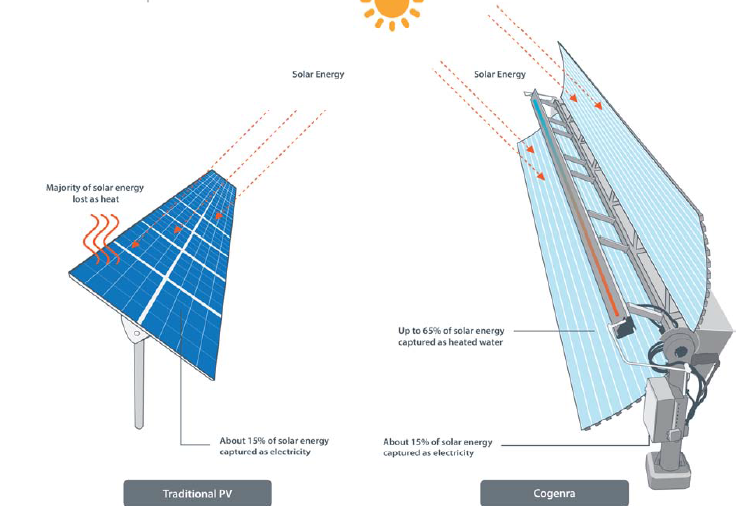 Solar Energy
Solar Energy
Majority of solar energy
lost as heat
Up to 65% of solar energy
captured as heated water
About 15% of solar energy
captured as electricity
About 15% of solar energy
captured as electricity
Traditional PV
Cogenra